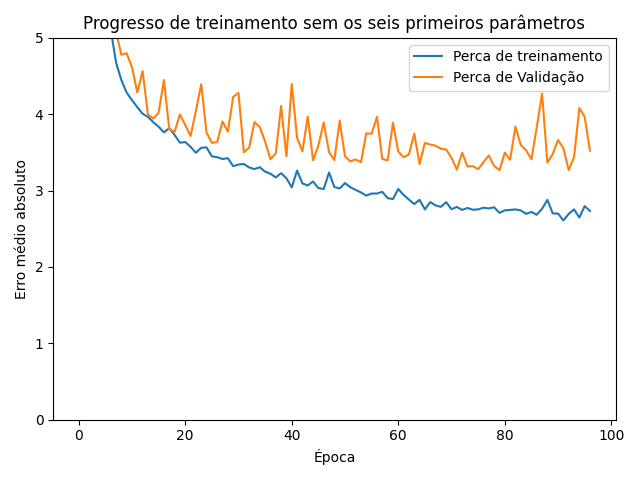 Progresso de treinamento sem os seis primeiros parâmetros
Perca de treinamento
Perca de Validação
Erro médio absoluto
5
4
3
2
1
0
0 20 40 60 80 100
Época